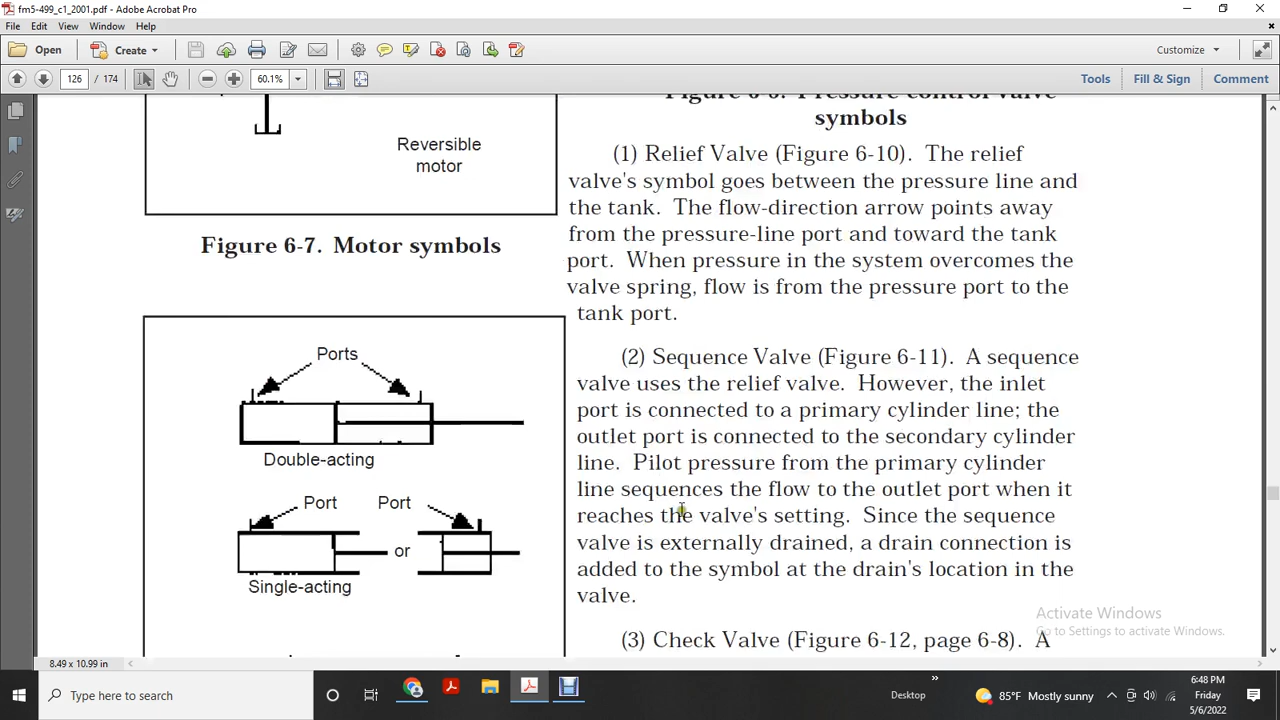 fm5-499_c1_2001.pdf - Adobe Acrobat Pro
File Edit View Window Help
Open Create Customize
126 / 174 60.1% Tools Fill & Sign Comment
Reversible
motor
Figure 6-7. Motor symbols
Ports
Double-acting
Port Port
or
Single-acting
symbols
(1) Relief Valve (Figure 6-10). The relief
valve's symbol goes between the pressure line and
the tank. The flow-direction arrow points away
from the pressure-line port and toward the tank
port. When pressure in the system overcomes the
valve spring, flow is from the pressure port to the
tank port.
(2) Sequence Valve (Figure 6-11). A sequence
valve uses the relief valve. However, the inlet
port is connected to a primary cylinder line; the
outlet port is connected to the secondary cylinder
line. Pilot pressure from the primary cylinder
line sequences the flow to the outlet port when it
reaches the valve's setting. Since the sequence
valve is externally drained, a drain connection is
added to the symbol at the drain's location in the
valve.
(3) Check Valve (Figure 6-12, page 6-8). A
Activate Windows
Go to Settings to activate Windows.
8.49 x 10.99 in
Type here to search
Desktop
85°F Mostly sunny
6:48 PM
Friday
5/6/2022